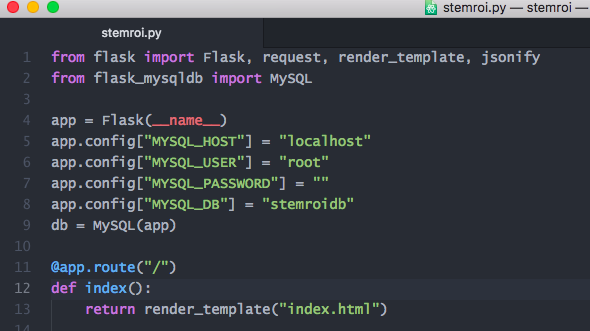 stemroi.py — stemroi —
stemroi.py
1 from flask import Flask, request, render_template, jsonify
2 from flask_mysqldb import MySQL
3
4 app = Flask(__name__)
5 app.config["MYSQL_HOST"] = "localhost"
6 app.config["MYSQL_USER"] = "root"
7 app.config["MYSQL_PASSWORD"] = ""
8 app.config["MYSQL_DB"] = "stemroidb"
9 db = MySQL(app)
10
11 @app.route("/")
12 def index():
13     return render_template("index.html")
14